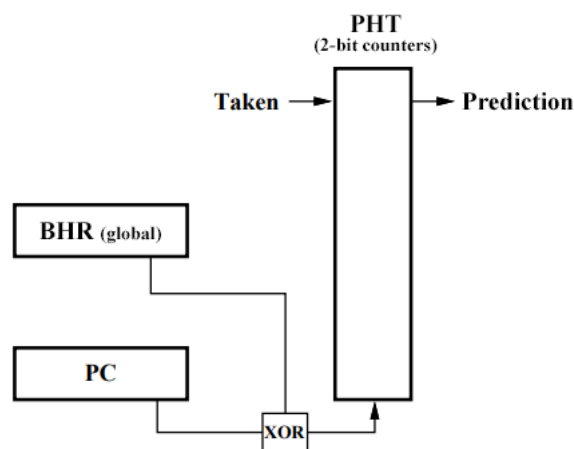 PHT
(2-bit counters)
Taken
Prediction
BHR (global)
PC
XOR